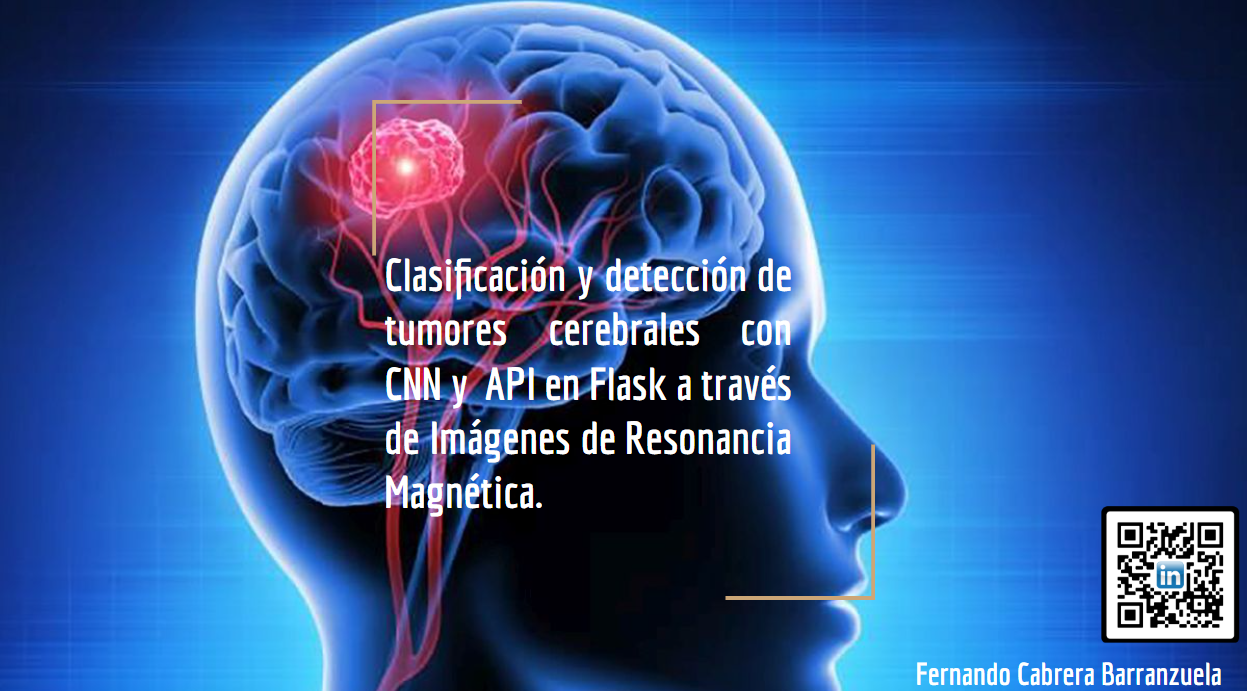 Clasificación y detección de
tumores cerebrales con
CNN y API en Flask a través
de Imágenes de Resonancia
Magnética.
in
Fernando Cabrera Barranzuela